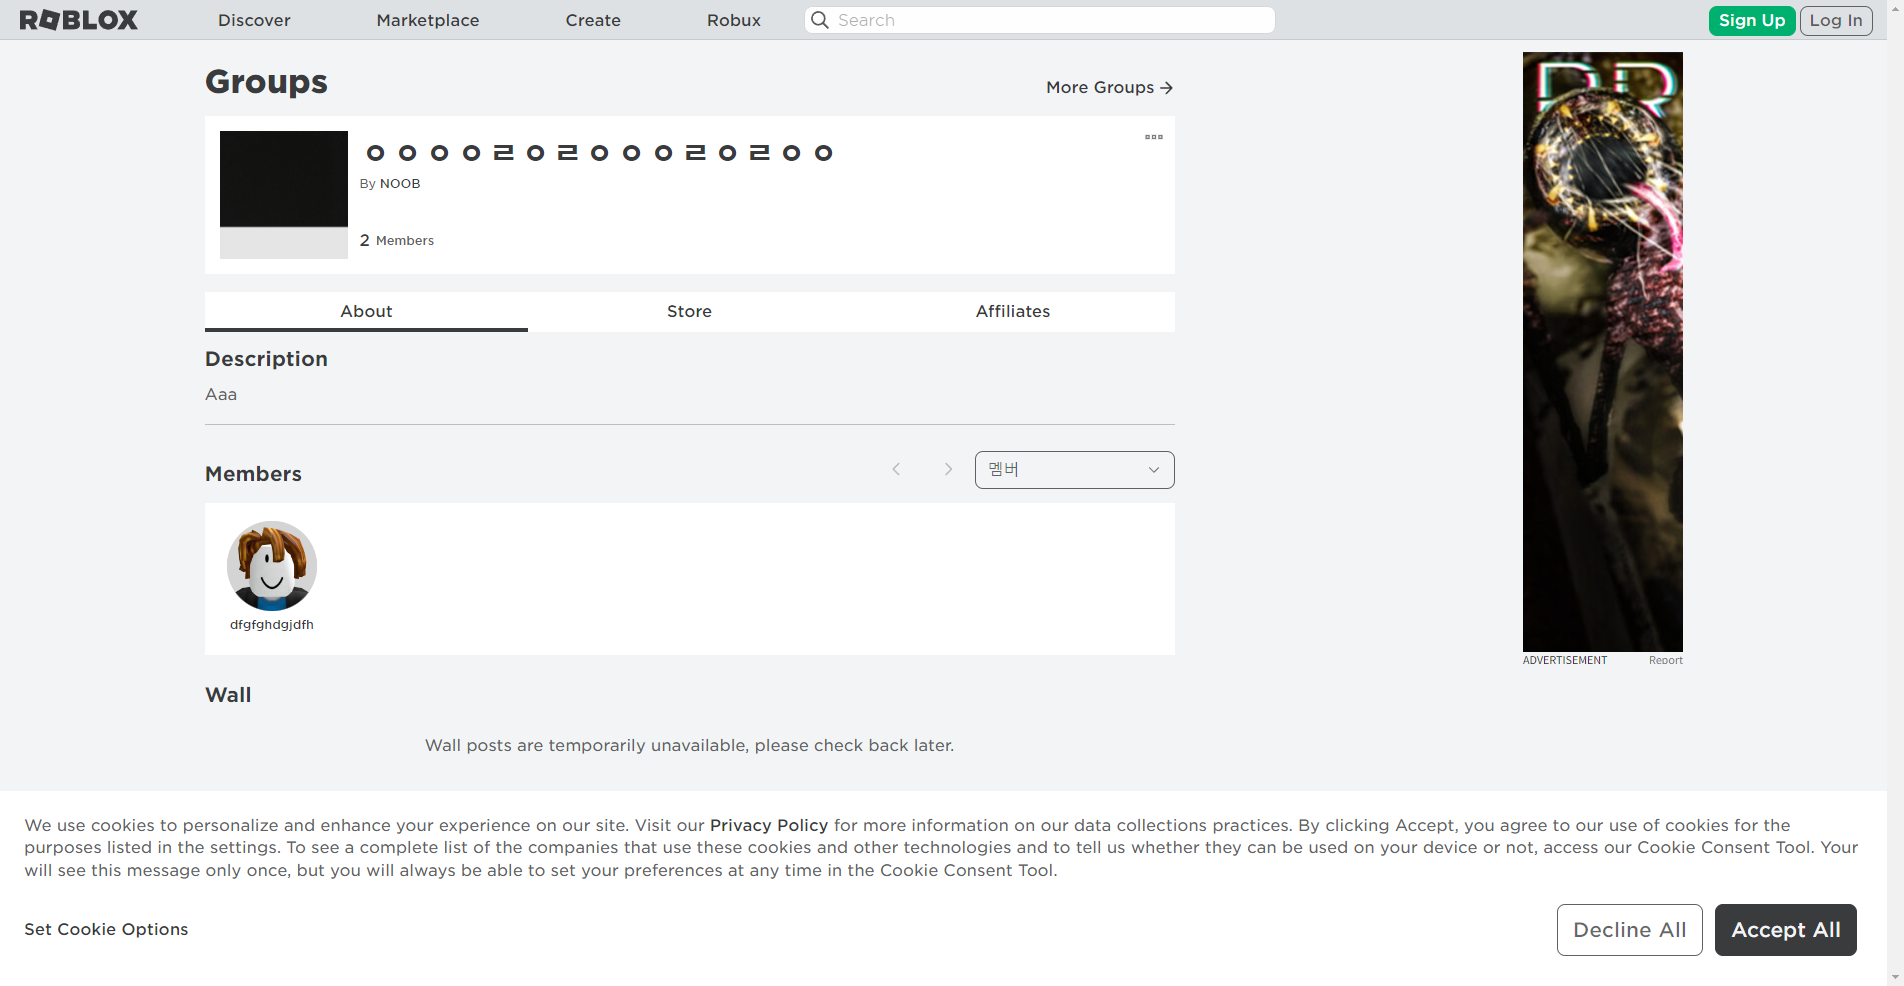 ROBLOX
Discover
Marketplace
Create
Robux
Search
Sign Up
Log In
Groups
More Groups
ㅇㅇㅇㅇㄹㅇㄹㅇㅇㅇㄹㅇㄹㅇㅇ
By NOOB
2 Members
About
Store
Affiliates
Description
Aaa
Members
멤버
dfgfghdgjdfh
Wall
Wall posts are temporarily unavailable, please check back later.
ADVERTISEMENT
Report
We use cookies to personalize and enhance your experience on our site. Visit our Privacy Policy for more information on our data collections practices. By clicking Accept, you agree to our use of cookies for the
purposes listed in the settings. To see a complete list of the companies that use these cookies and other technologies and to tell us whether they can be used on your device or not, access our Cookie Consent Tool. Your
will see this message only once, but you will always be able to set your preferences at any time in the Cookie Consent Tool.
Set Cookie Options
Decline All
Accept All